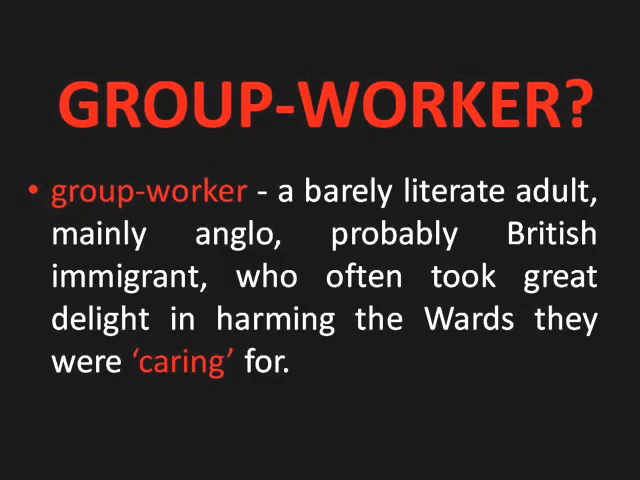 GROUP-WORKER?
• group-worker - a barely literate adult,
mainly anglo, probably British
immigrant, who often took great
delight in harming the Wards they
were ‘caring’ for.